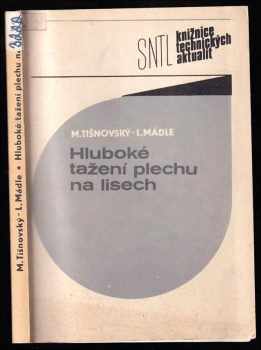 SNTL
knižnice
technických
aktualit
M.TIŠNOVSKÝ-L.MÁDLE
Hluboké
tažení plechu
na lisech
M.Tišnovský - L.Mádle • Hluboké tažení plechu na